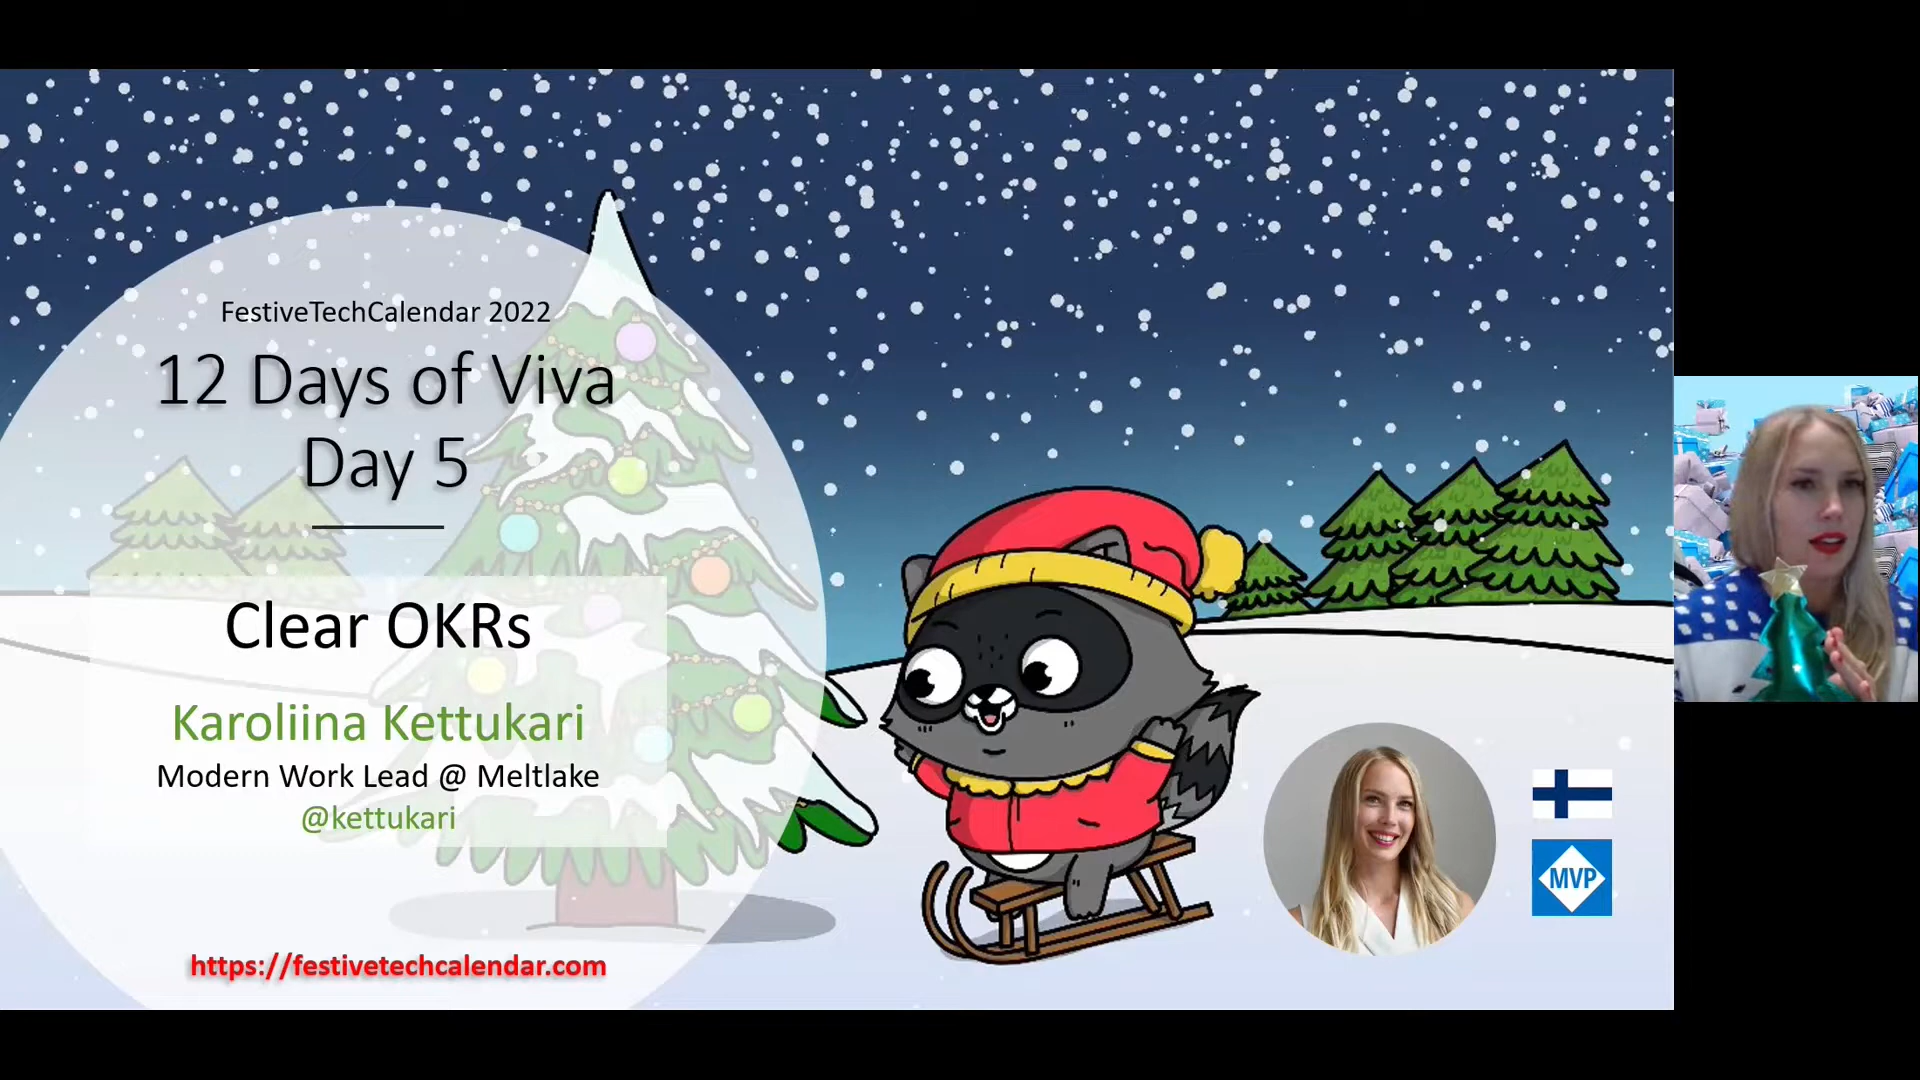 FestiveTechCalendar 2022
12 Days of Viva
Day 5
Clear OKRs
Karoliina Kettukari
Modern Work Lead @ Meltlake
@kettukari
https://festivetechcalendar.com
MVP